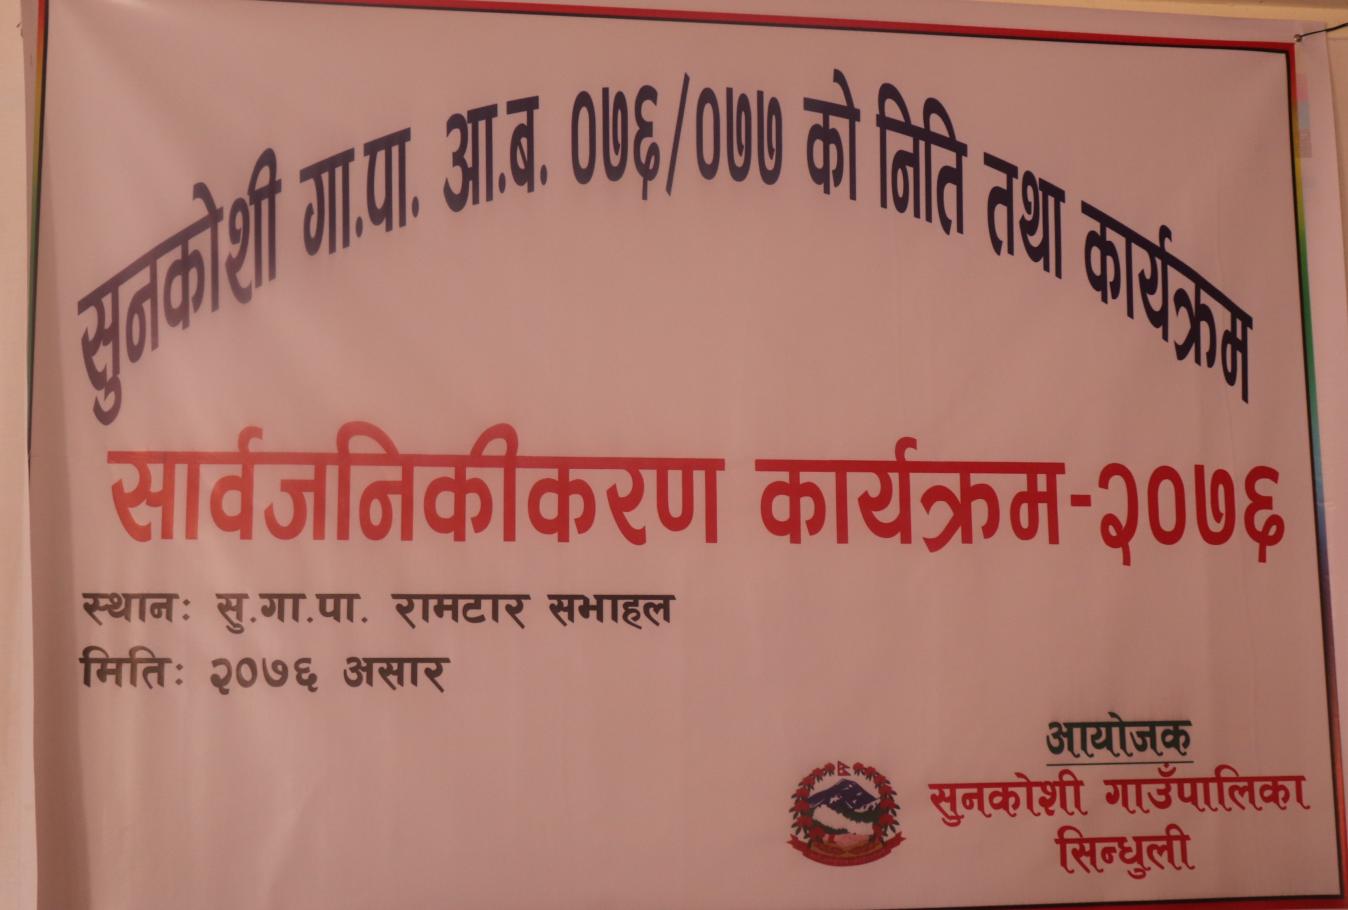 सुनकोशी गा.पा. आ.ब. ०७६/०७७ को निति तथा कार्यक्रम
सार्वजनिकीकरण कार्यक्रम-२०७६
स्थानः सु.गा.पा. रामटार सभाहल
मितिः २०७६ असार
आयोजक
सुनकोशी गाउँपालिका
सिन्धुली